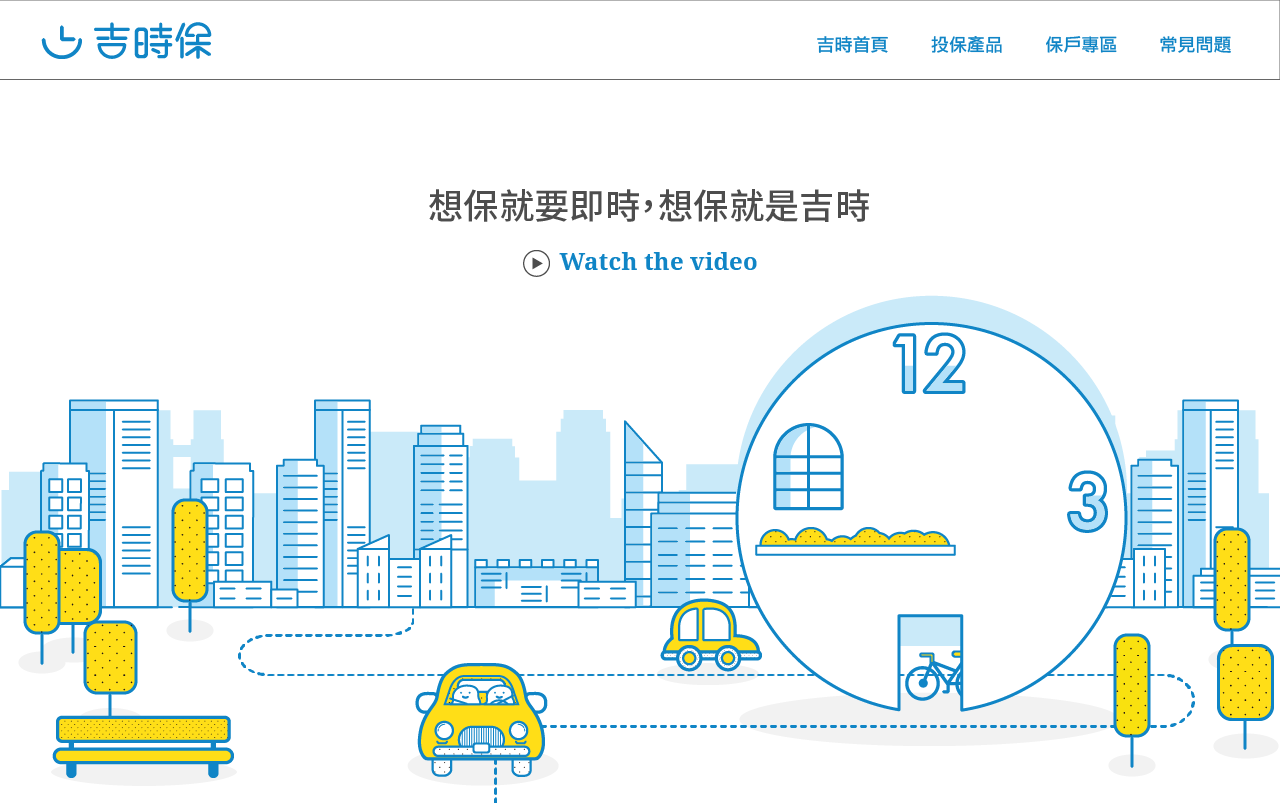 吉時保
吉時首頁 投保產品 保戶專區 常見問題
想保就要即時，想保就是吉時
Watch the video
12
3